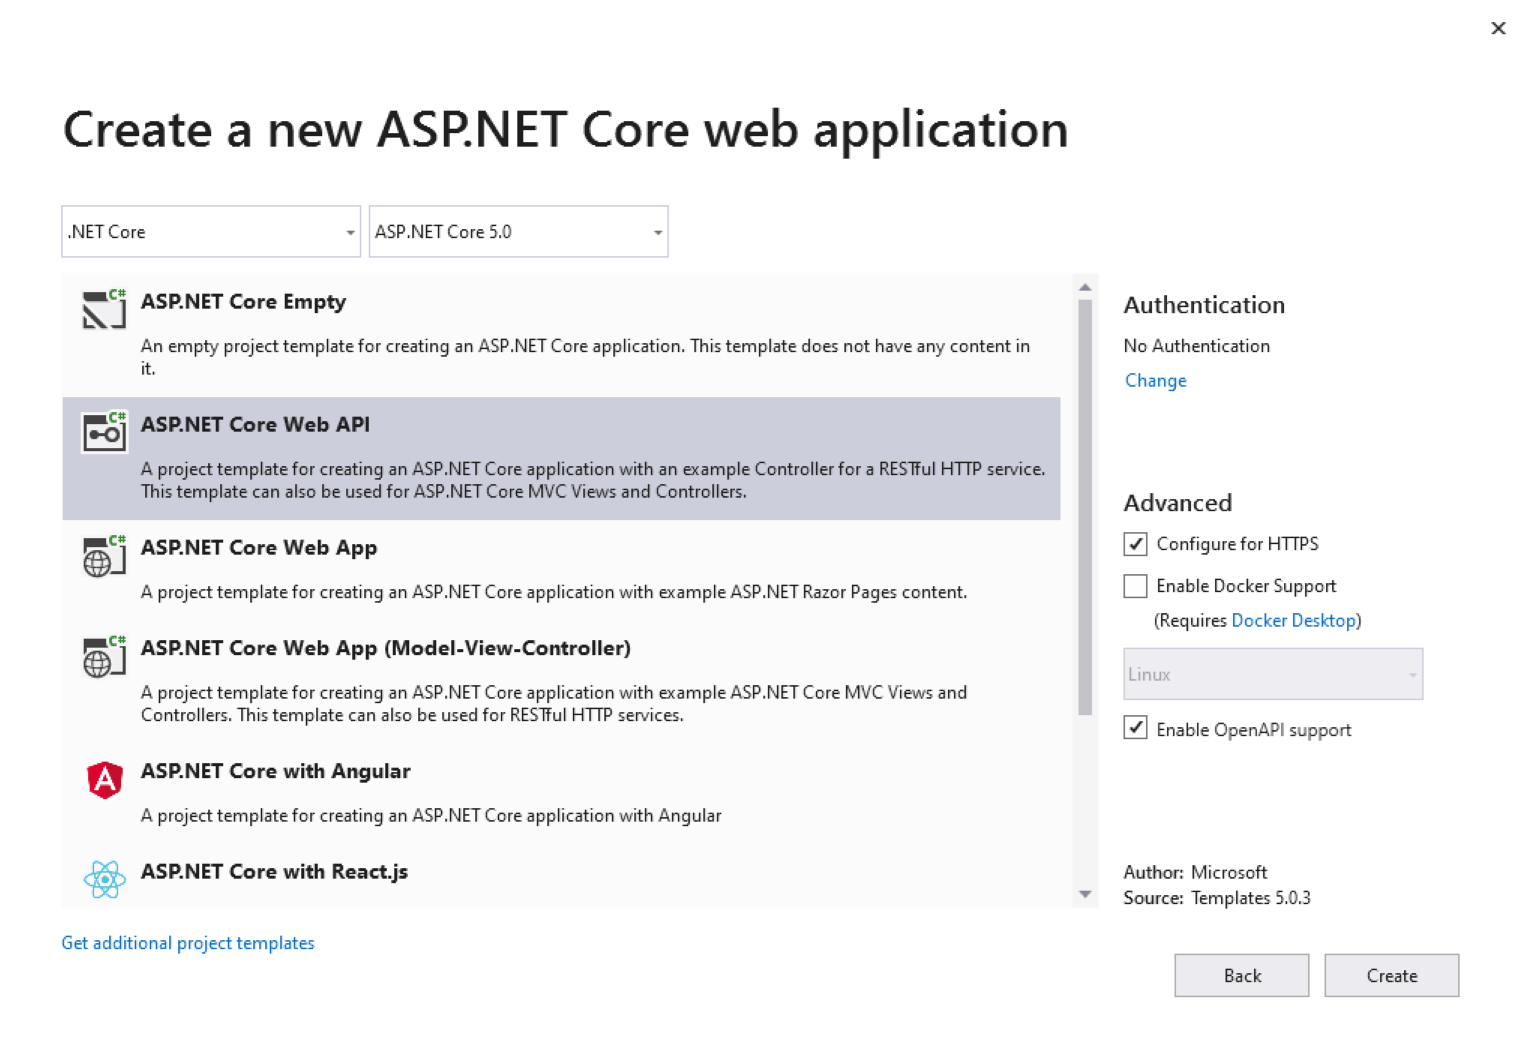 Create a new ASP.NET Core web application
.NET Core
ASP.NET Core 5.0
C#
ASP.NET Core Empty
An empty project template for creating an ASP.NET Core application. This template does not have any content in
it.
C#
ASP.NET Core Web API
A project template for creating an ASP.NET Core application with an example Controller for a RESTful HTTP service.
This template can also be used for ASP.NET Core MVC Views and Controllers.
C#
ASP.NET Core Web App
A project template for creating an ASP.NET Core application with example ASP.NET Razor Pages content.
C#
ASP.NET Core Web App (Model-View-Controller)
A project template for creating an ASP.NET Core application with example ASP.NET Core MVC Views and
Controllers. This template can also be used for RESTful HTTP services.
A
ASP.NET Core with Angular
A project template for creating an ASP.NET Core application with Angular
ASP.NET Core with React.js
Get additional project templates
Authentication
No Authentication
Change
Advanced
Configure for HTTPS
Enable Docker Support
(Requires Docker Desktop)
Linux
Enable OpenAPI support
Author: Microsoft
Source: Templates 5.0.3
Back
Create